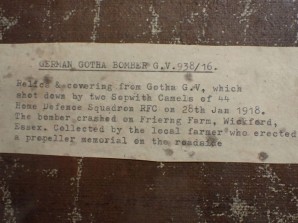 GERMAN GOTHA BOMBER G.V.938/16.
Relics Recovering from Gotha G.V, which
shot down by two Sopwith Camels of 44
Home Defence Squadron RFC on 28th Jan 1918.
The bomber crashed on Frierng Farm, Wickford,
Essex. Collected by the local farmer who erected
a propeller memorial on the roadside